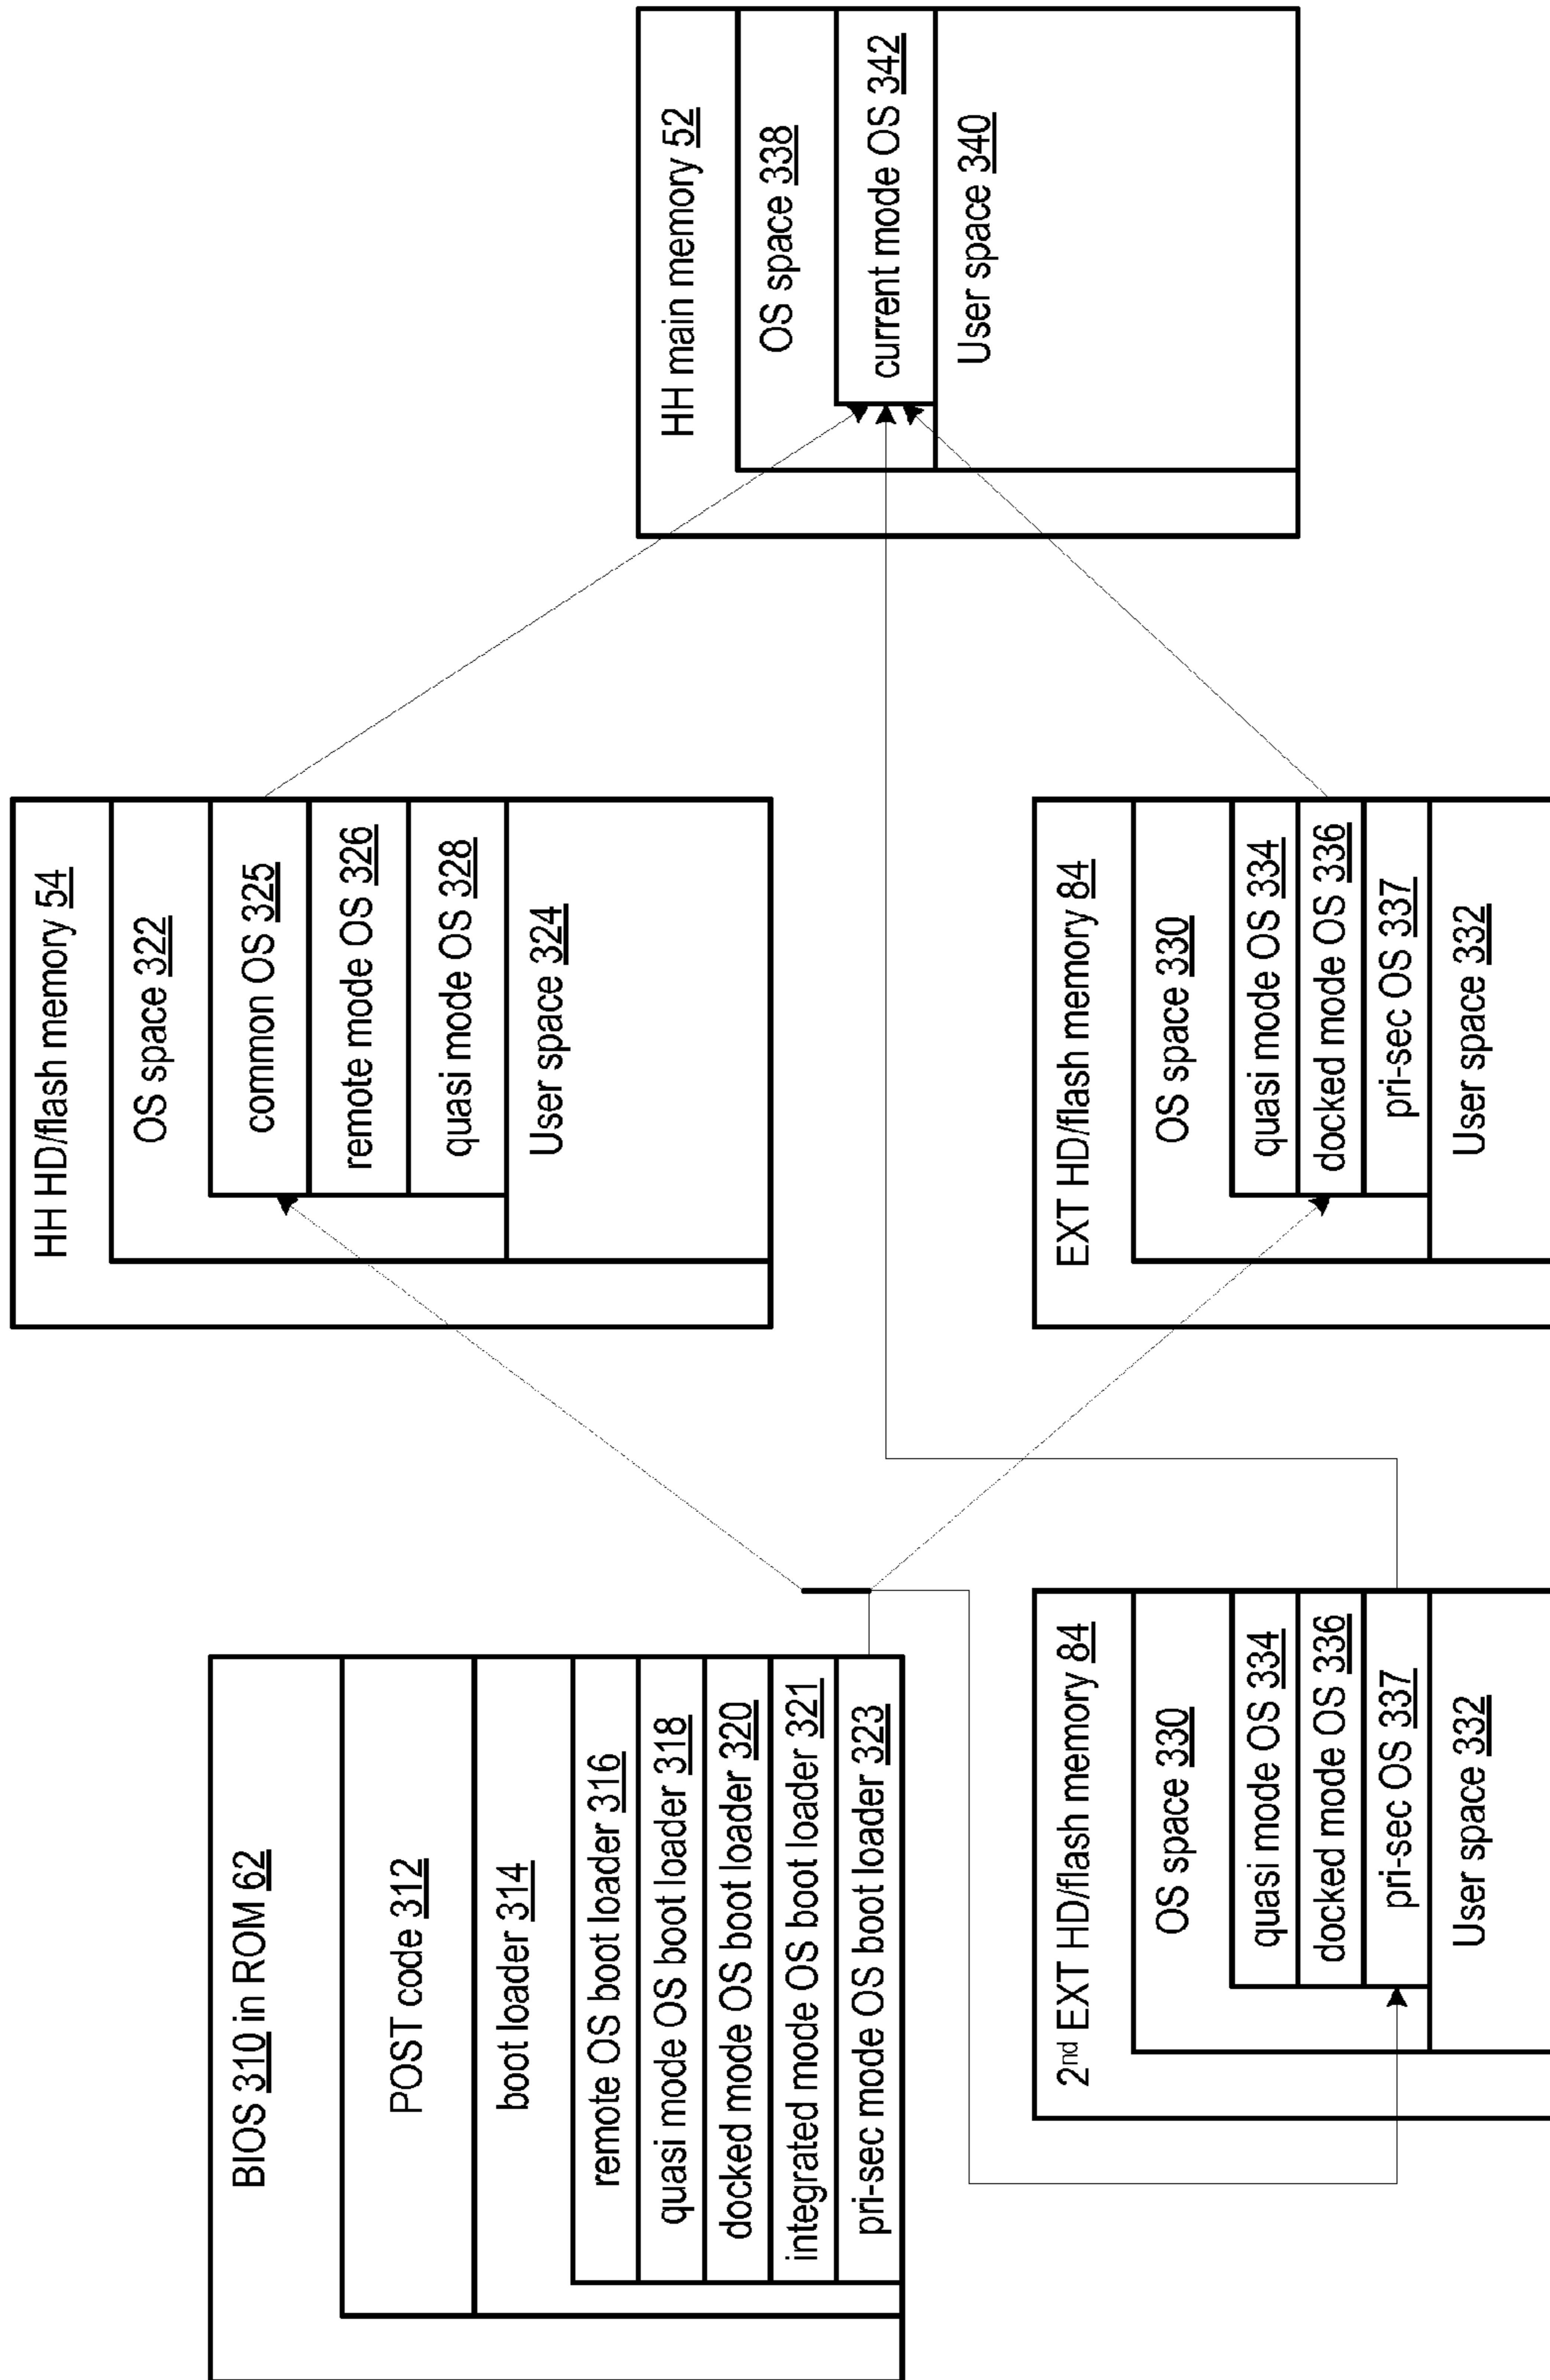 BIOS 310 in ROM 62
POST code 312
boot loader 314
remote OS boot loader 316
quasi mode OS boot loader 318
docked mode OS boot loader 320
integrated mode OS boot loader 321
pri-sec mode OS boot loader 323
HH HD/flash memory 54
OS space 322
common OS 325
remote mode OS 326
quasi mode OS 328
User space 324
HH main memory 52
OS space 338
current mode OS 342
User space 340
2nd EXT HD/flash memory 84
OS space 330
quasi mode OS 334
docked mode OS 336
pri-sec OS 337
User space 332
EXT HD/flash memory 84
OS space 330
quasi mode OS 334
docked mode OS 336
pri-sec OS 337
User space 332